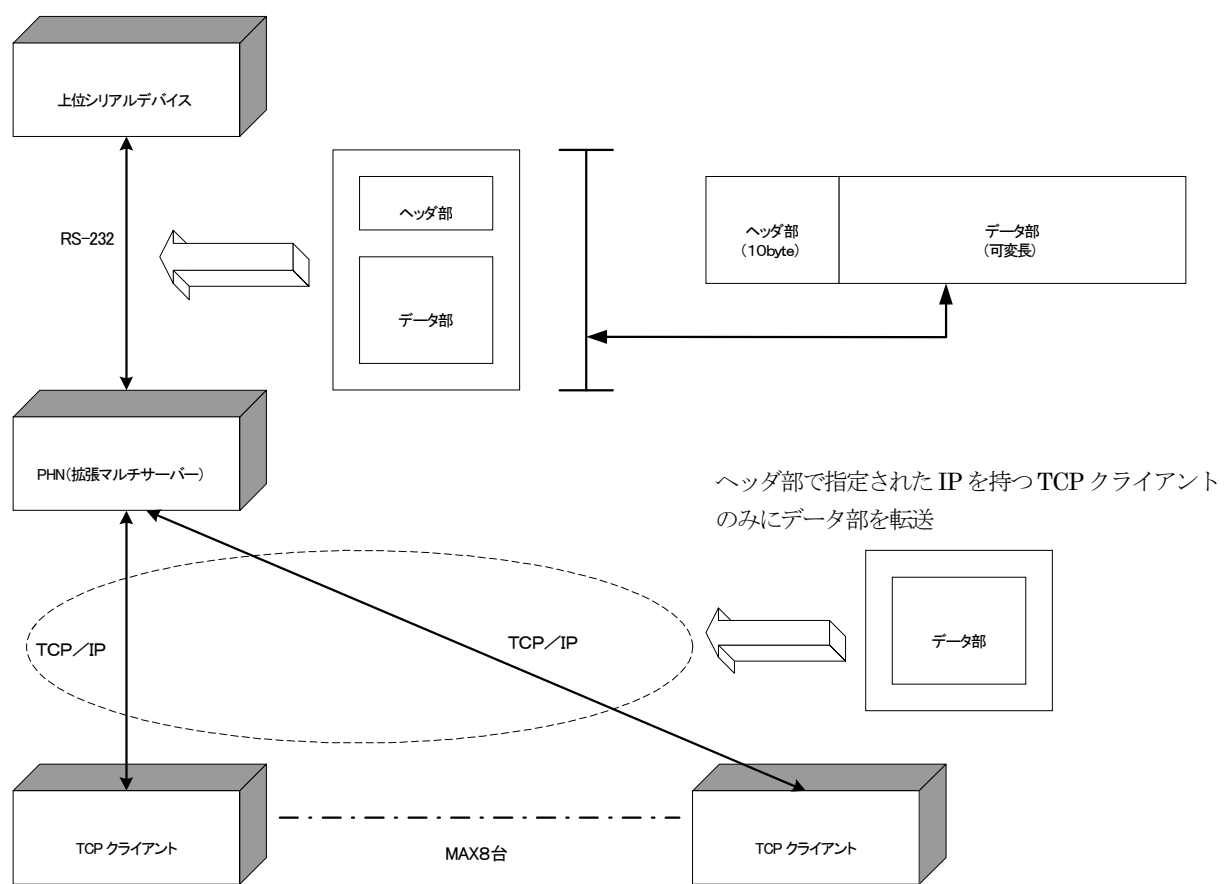 上位シリアルデバイス
RS-232
ヘッダ部
データ部
ヘッダ部
（10byte）
データ部
（可変長）
PHN（拡張マルチサーバー）
ヘッダ部で指定された IP を持つ TCP クライアント
のみにデータ部を転送
TCP／IP
TCP／IP
データ部
TCP クライアント
MAX8台
TCP クライアント